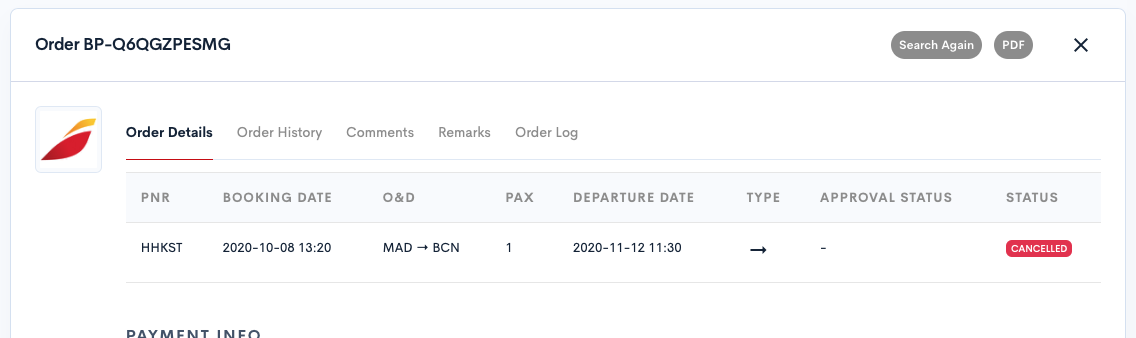 Order BP-Q6QGZPESMG Search Again PDF
Order Details Order History Comments Remarks Order Log
PNR BOOKING DATE O&D PAX DEPARTURE DATE TYPE APPROVAL STATUS STATUS
HHKST 2020-10-08 13:20 MAD → BCN 1 2020-11-12 11:30 → - CANCELLED
PAYMENT INFO